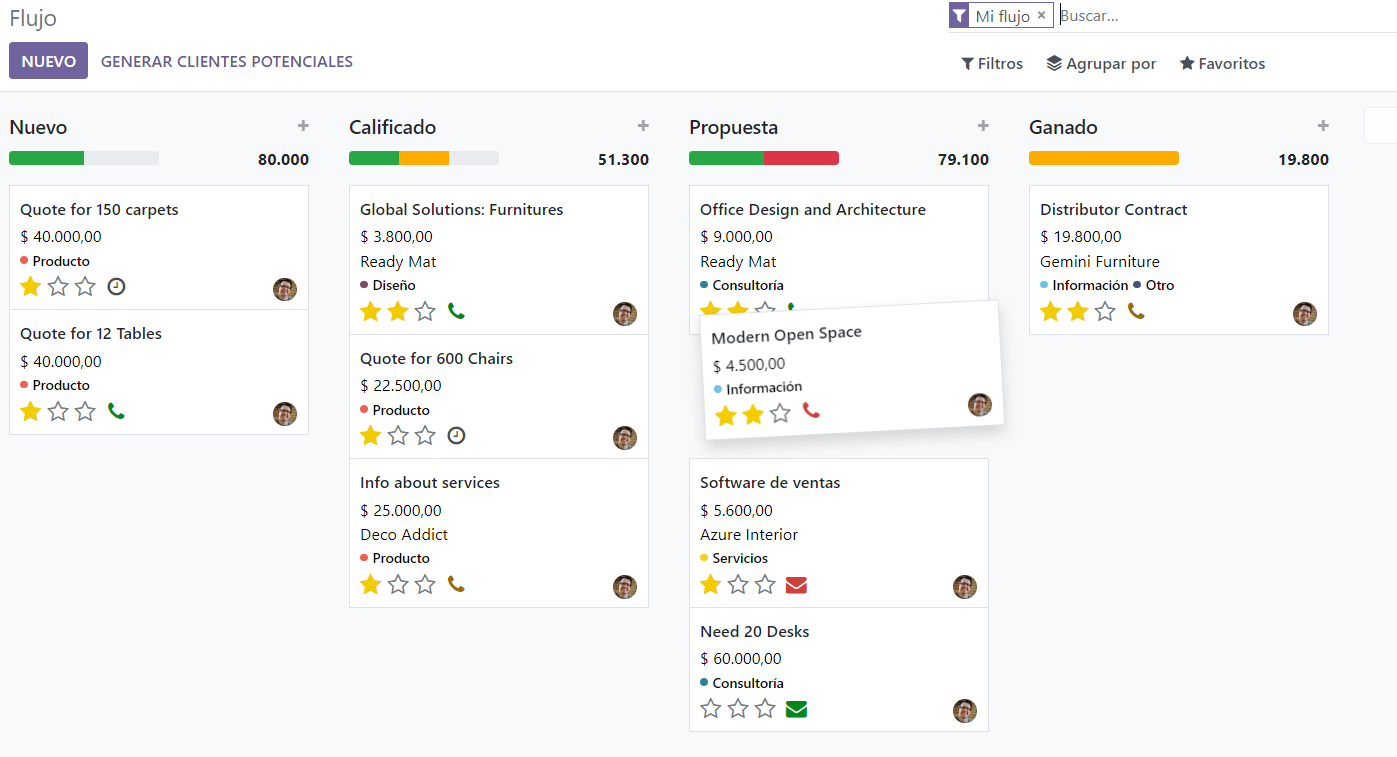 Flujo
Mi flujo ×
Buscar...
NUEVO
GENERAR CLIENTES POTENCIALES
Filtros
Agrupar por
Favoritos
Nuevo +
80.000
Quote for 150 carpets
$ 40.000,00
Producto
Quote for 12 Tables
$ 40.000,00
Producto
Calificado +
51.300
Global Solutions: Furnitures
$ 3.800,00
Ready Mat
Diseño
Quote for 600 Chairs
$ 22.500,00
Producto
Info about services
$ 25.000,00
Deco Addict
Producto
Propuesta +
79.100
Office Design and Architecture
$ 9.000,00
Ready Mat
Consultoría
Modern Open Space
$ 4.500,00
Información
Software de ventas
$ 5.600,00
Azure Interior
Servicios
Need 20 Desks
$ 60.000,00
Consultoría
Ganado +
19.800
Distributor Contract
$ 19.800,00
Gemini Furniture
Información Otro